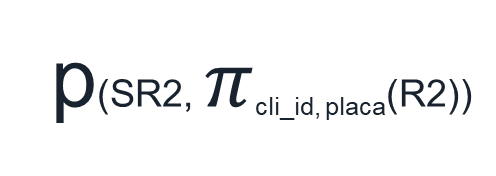 p(SR2, π cli_id, placa(R2))